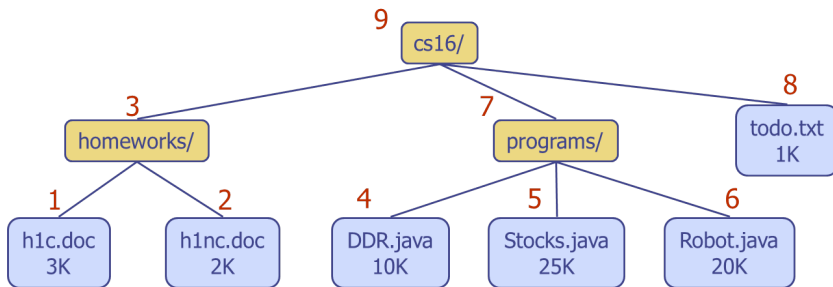 9
cs16/
3
7
8
homeworks/
programs/
todo.txt
1K
1
2
4
5
6
h1c.doc
3K
h1nc.doc
2K
DDR.java
10K
Stocks.java
25K
Robot.java
20K